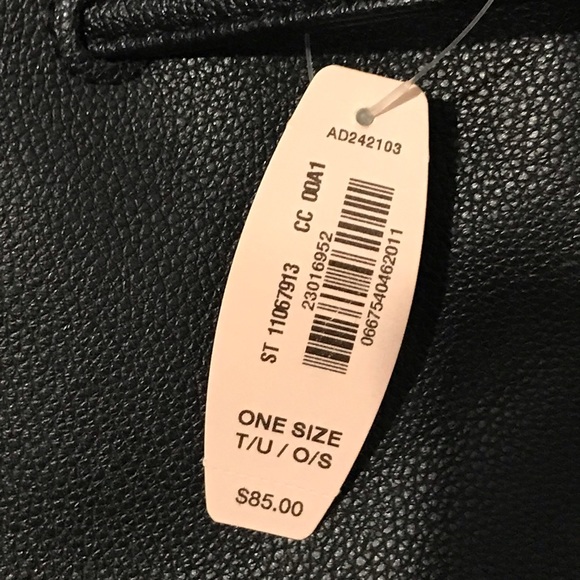 AD242103
ST 11067913 CC 00A1
23016952
0667540462011
ONE SIZE
T/U / O/S
$85.00